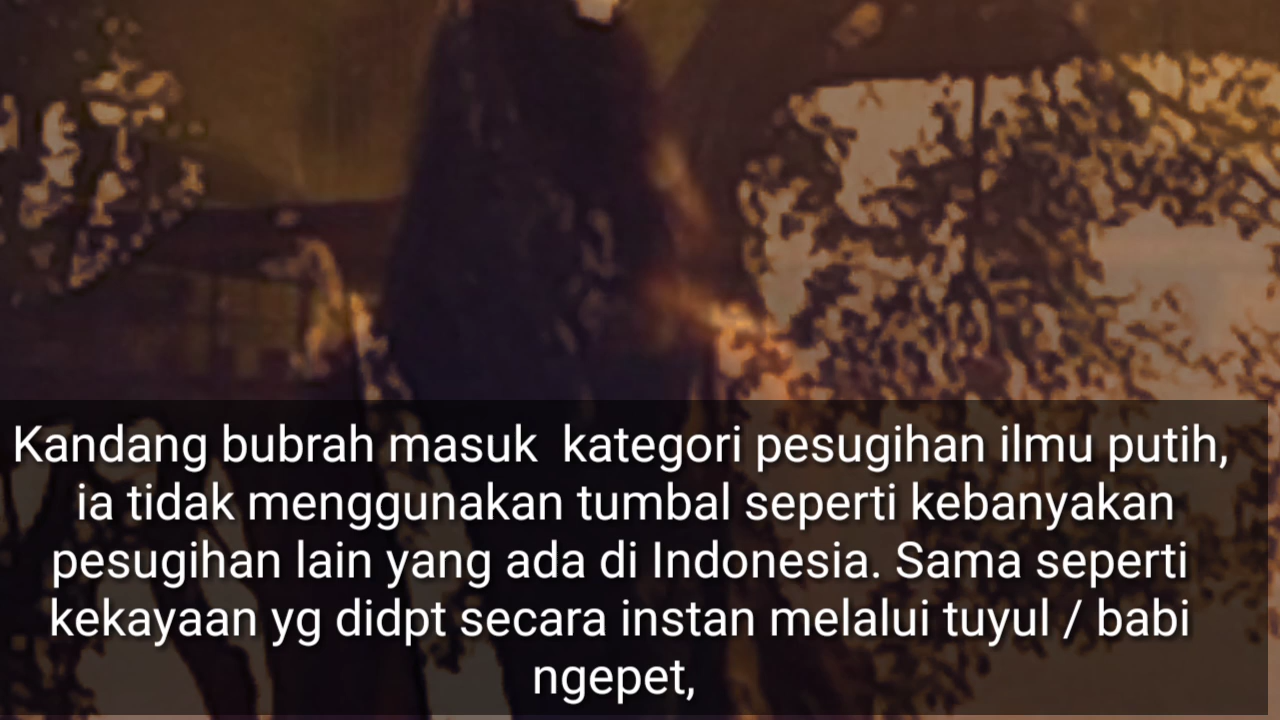 Kandang bubrah masuk  kategori pesugihan ilmu putih,
ia tidak menggunakan tumbal seperti kebanyakan
pesugihan lain yang ada di Indonesia. Sama seperti
kekayaan yg didpt secara instan melalui tuyul / babi
ngepet,